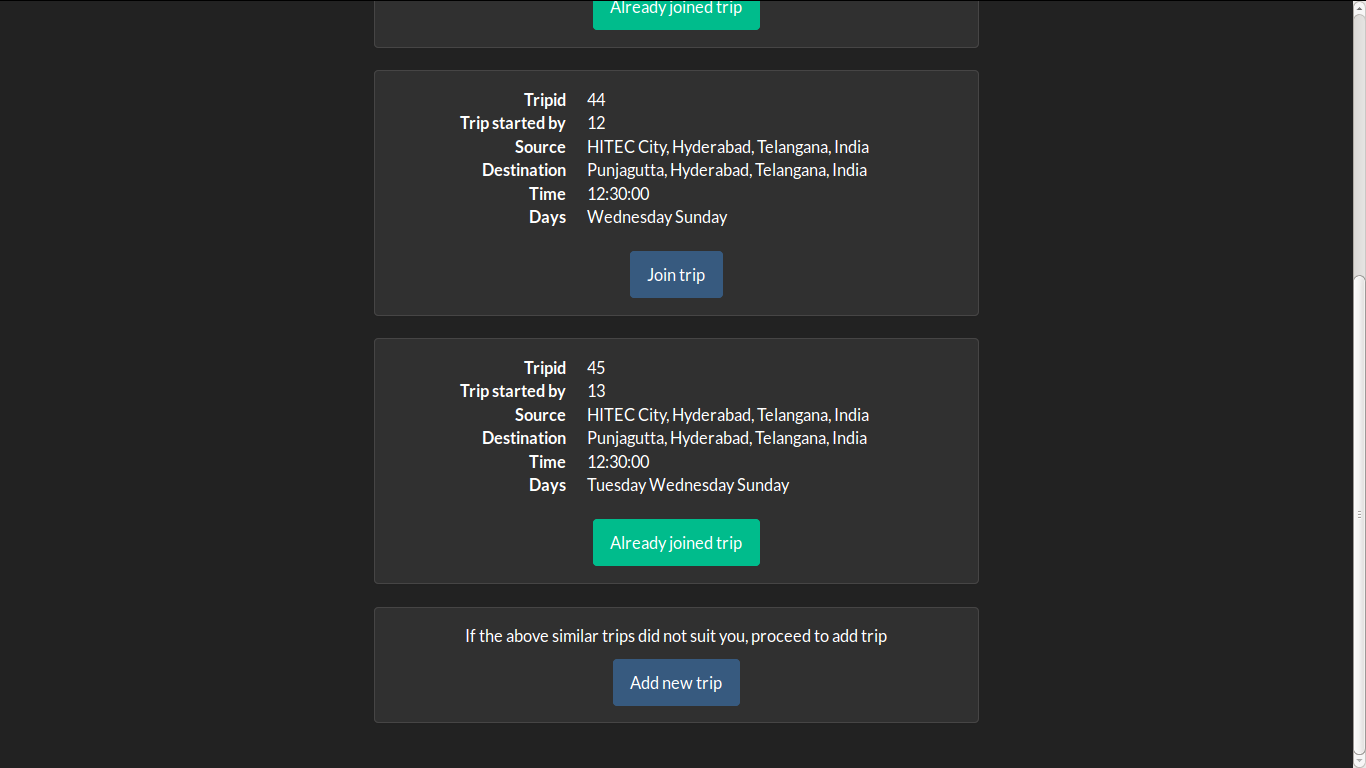 Already joined trip
Tripid 44
Trip started by 12
Source HITEC City, Hyderabad, Telangana, India
Destination Punjagutta, Hyderabad, Telangana, India
Time 12:30:00
Days Wednesday Sunday
Join trip
Tripid 45
Trip started by 13
Source HITEC City, Hyderabad, Telangana, India
Destination Punjagutta, Hyderabad, Telangana, India
Time 12:30:00
Days Tuesday Wednesday Sunday
Already joined trip
If the above similar trips did not suit you, proceed to add trip
Add new trip